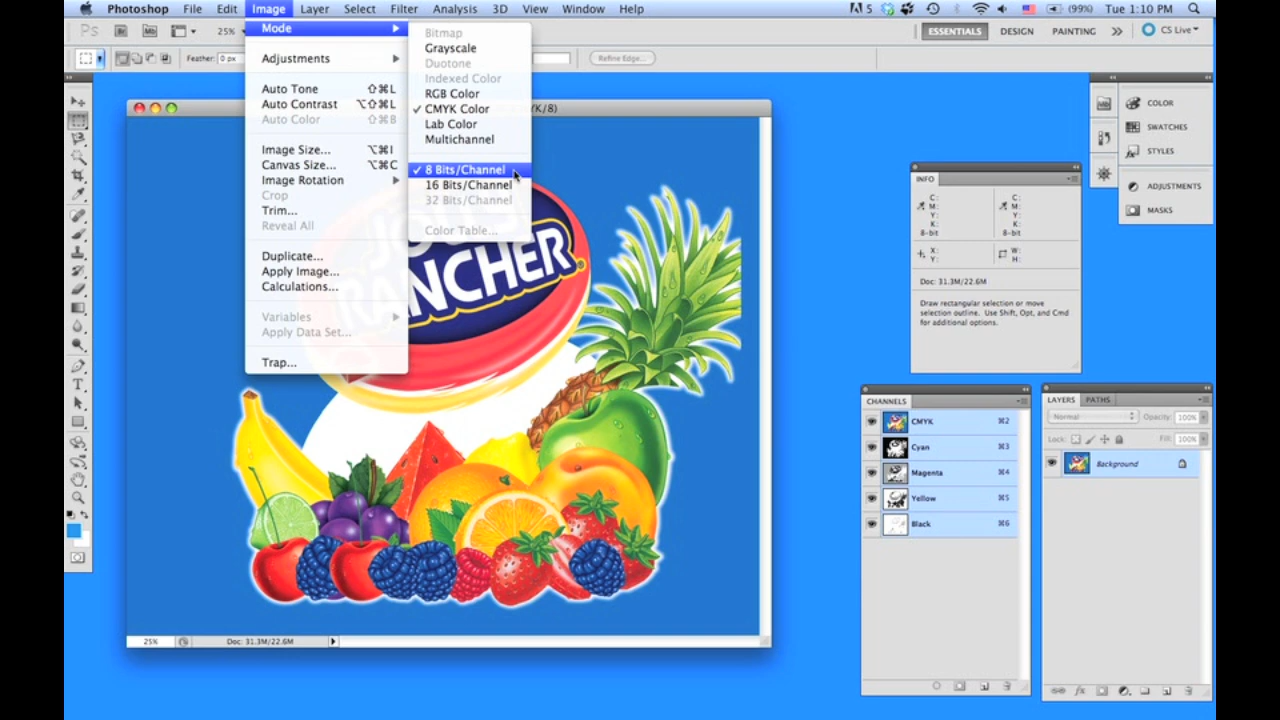 Photoshop File Edit Image Layer Select Filter Analysis 3D View Window Help
5 (99%) Tue 1:10 PM
Ps Br Mb 25% ESSENTIALS DESIGN PAINTING CS Live
Feather: 0 px Refine Edge...
Mode
Adjustments
Auto Tone ⇧⌘L
Auto Contrast ⌥⇧⌘L
Auto Color ⇧⌘B
Image Size... ⌥⌘I
Canvas Size... ⌥⌘C
Image Rotation
Crop
Trim...
Reveal All
Duplicate...
Apply Image...
Calculations...
Variables
Apply Data Set...
Trap...
Bitmap
Grayscale
Duotone
Indexed Color
RGB Color
✓ CMYK Color
Lab Color
Multichannel
✓ 8 Bits/Channel
16 Bits/Channel
32 Bits/Channel
Color Table...
RANCHER
25% Doc: 31.3M/22.6M
COLOR
SWATCHES
STYLES
ADJUSTMENTS
MASKS
INFO
C: C:
M: M:
Y: Y:
K: K:
8-bit 8-bit
X: W:
Y: H:
Doc: 31.3M/22.6M
Draw rectangular selection or move
selection outline. Use Shift, Opt, and Cmd
for additional options.
CHANNELS
CMYK ⌘2
Cyan ⌘3
Magenta ⌘4
Yellow ⌘5
Black ⌘6
LAYERS PATHS
Normal Opacity: 100%
Lock: Fill: 100%
Background